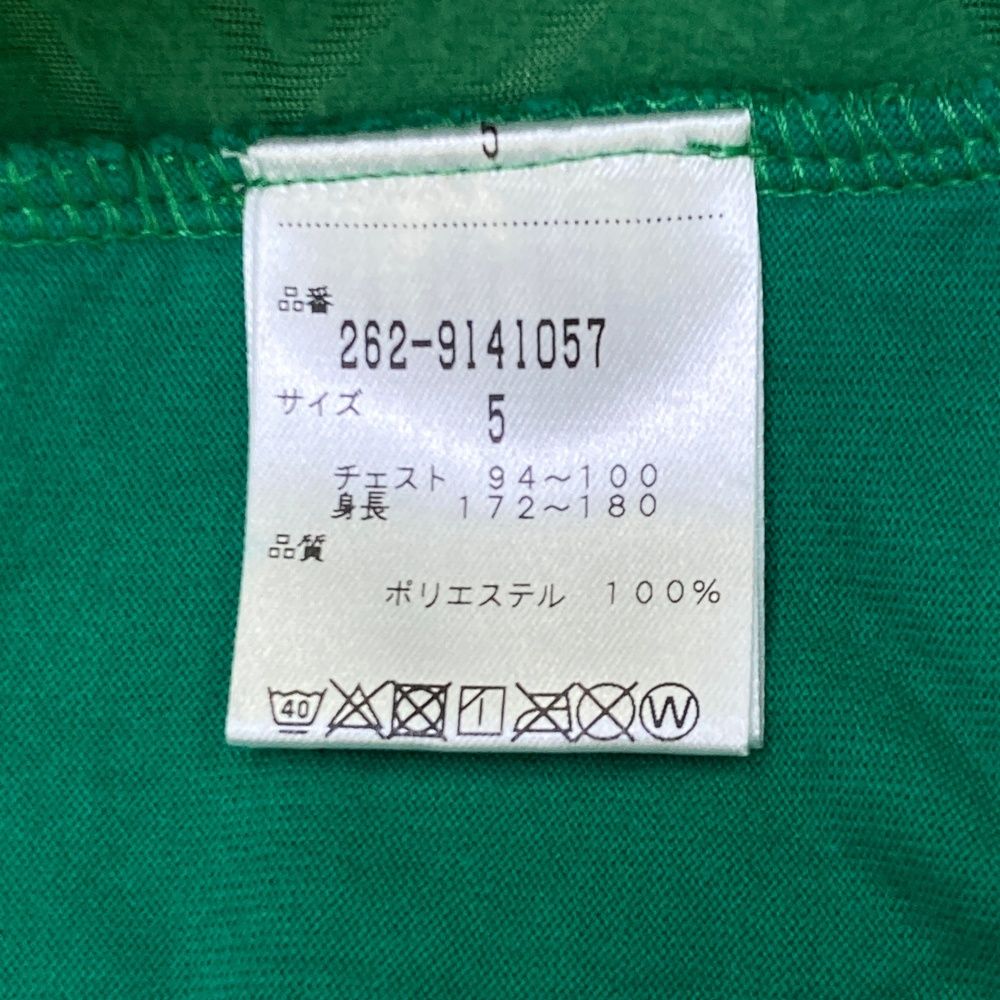 5
品番
262-9141057
サイズ 5
チェスト 94~100
身長 172~180
品質
ポリエステル 100%
40 W